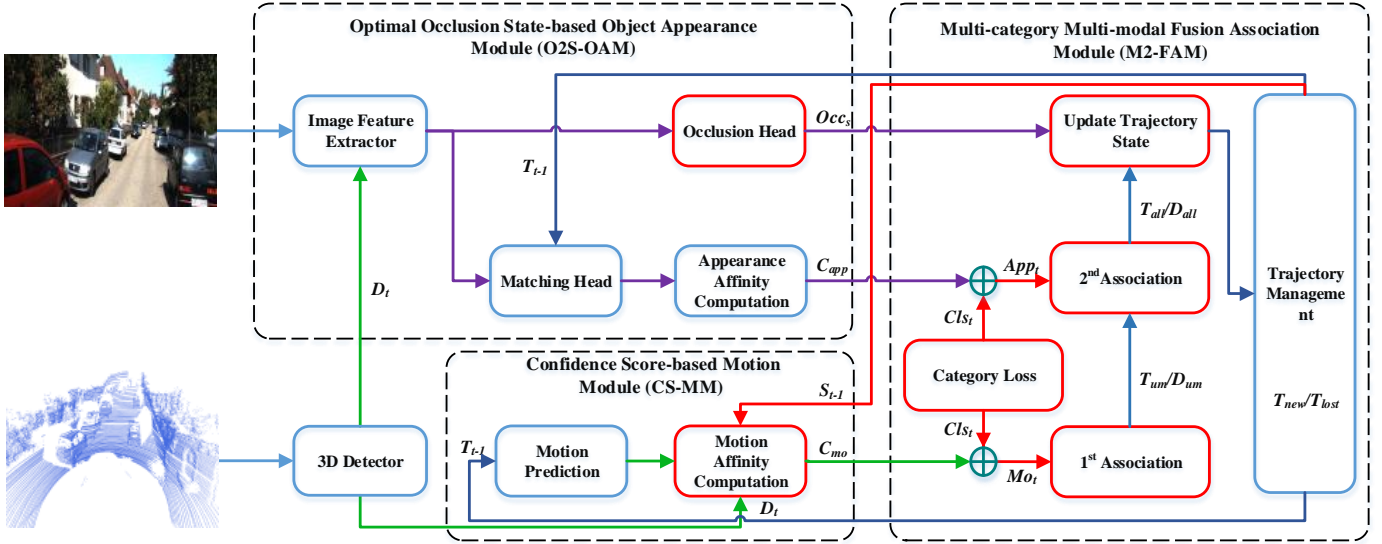 Optimal Occlusion State-based Object Appearance
Module (O2S-OAM)
Multi-category Multi-modal Fusion Association
Module (M2-FAM)
Image Feature
Extractor
Occlusion Head
Occs
Update Trajectory
State
Tt-1
Tall/Dall
Dt
Matching Head
Appearance
Affinity
Computation
Capp
Appt
2nd Association
Trajectory
Manageme
nt
Clst
Confidence Score-based Motion
Module (CS-MM)
Category Loss
St-1
Tum/Dum
Tnew/Tlost
Clst
Tt-1
3D Detector
Motion
Prediction
Motion
Affinity
Computation
Cmo
Mot
1st Association
Dt